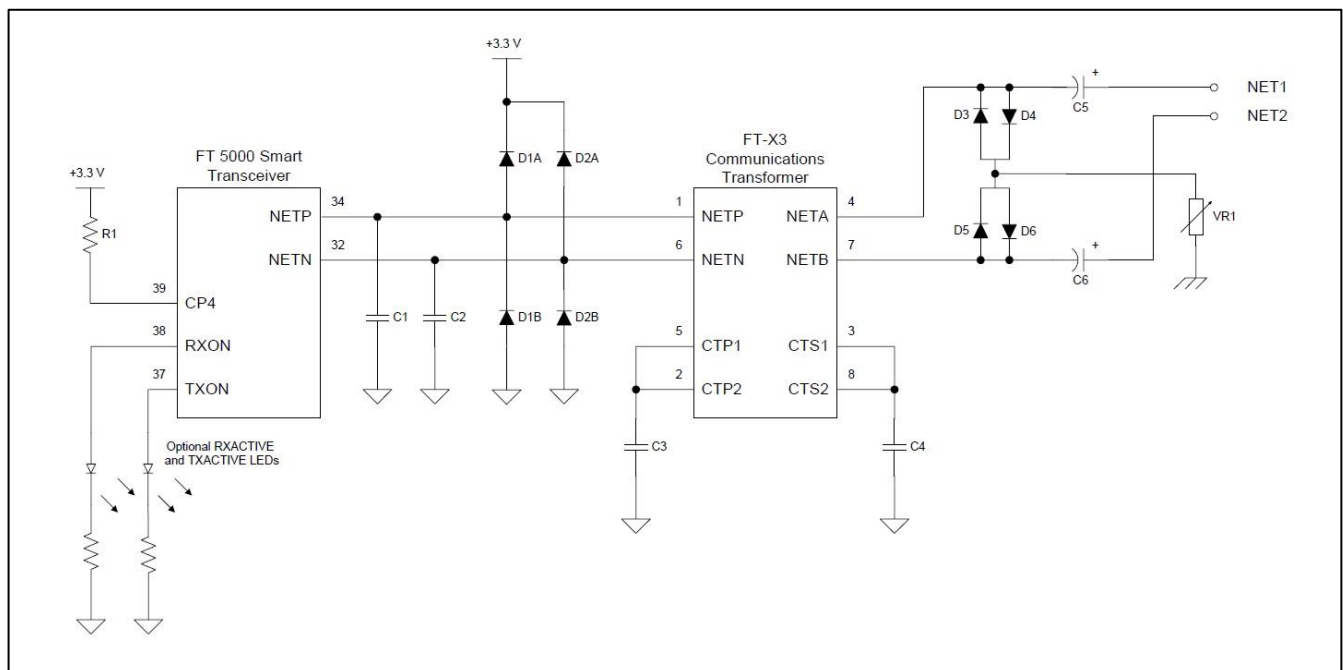 +3.3 V
NET1
NET2
C5
+
D3
D4
FT-X3
Communications
Transformer
FT 5000 Smart
Transceiver
D1A
D2A
+3.3 V
R1
34
NETP
32
NETN
1
NETP
6
NETN
4
NETA
7
NETB
D5
D6
VR1
+
C6
39
CP4
38
RXON
37
TXON
C1
C2
D1B
D2B
5
CTP1
2
CTP2
3
CTS1
8
CTS2
Optional RXACTIVE
and TXACTIVE LEDs
C3
C4